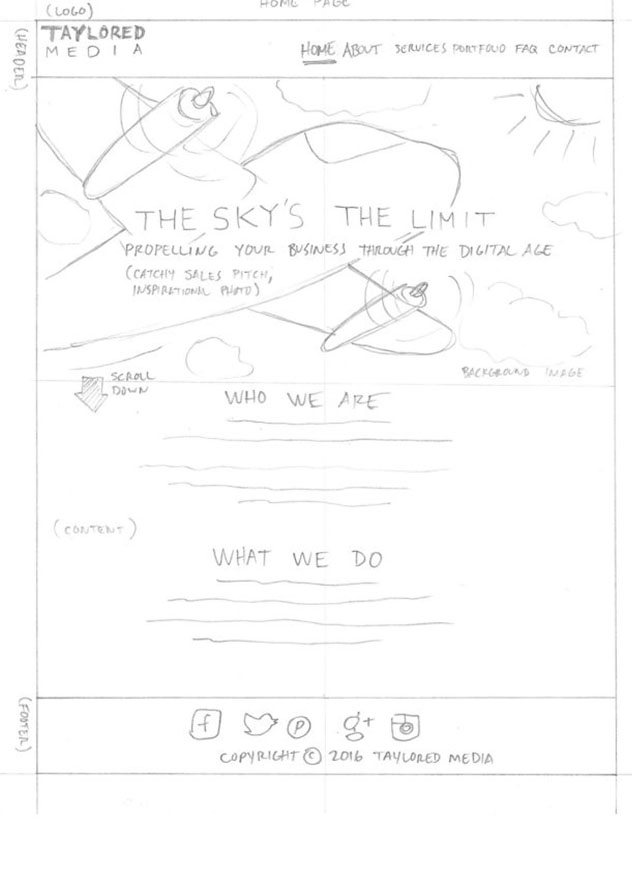 HOME PAGE
(LOGO)
(HEADER)
TAYLORED
MEDIA
HOME ABOUT SERVICES PORTFOLIO FAQ CONTACT
THE SKY'S THE LIMIT
PROPELLING YOUR BUSINESS THROUGH THE DIGITAL AGE
(CATCHY SALES PITCH,
INSPIRATIONAL PHOTO)
BACKGROUND IMAGE
SCROLL
DOWN
WHO WE ARE
(CONTENT)
WHAT WE DO
(FOOTER)
f P g+
COPYRIGHT © 2016 TAYLORED MEDIA